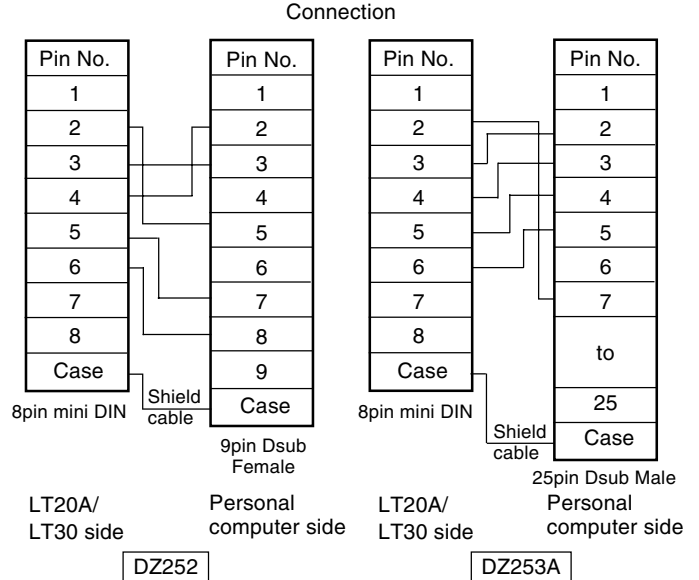 Connection
Pin No.
1
2
3
4
5
6
7
8
Case
8pin mini DIN
Shield
cable
Pin No.
1
2
3
4
5
6
7
8
9
Case
9pin Dsub
Female
LT20A/
LT30 side
Personal
computer side
DZ252
Pin No.
1
2
3
4
5
6
7
8
Case
8pin mini DIN
Shield
cable
Pin No.
1
2
3
4
5
6
7
to
25
Case
25pin Dsub Male
LT20A/
LT30 side
Personal
computer side
DZ253A